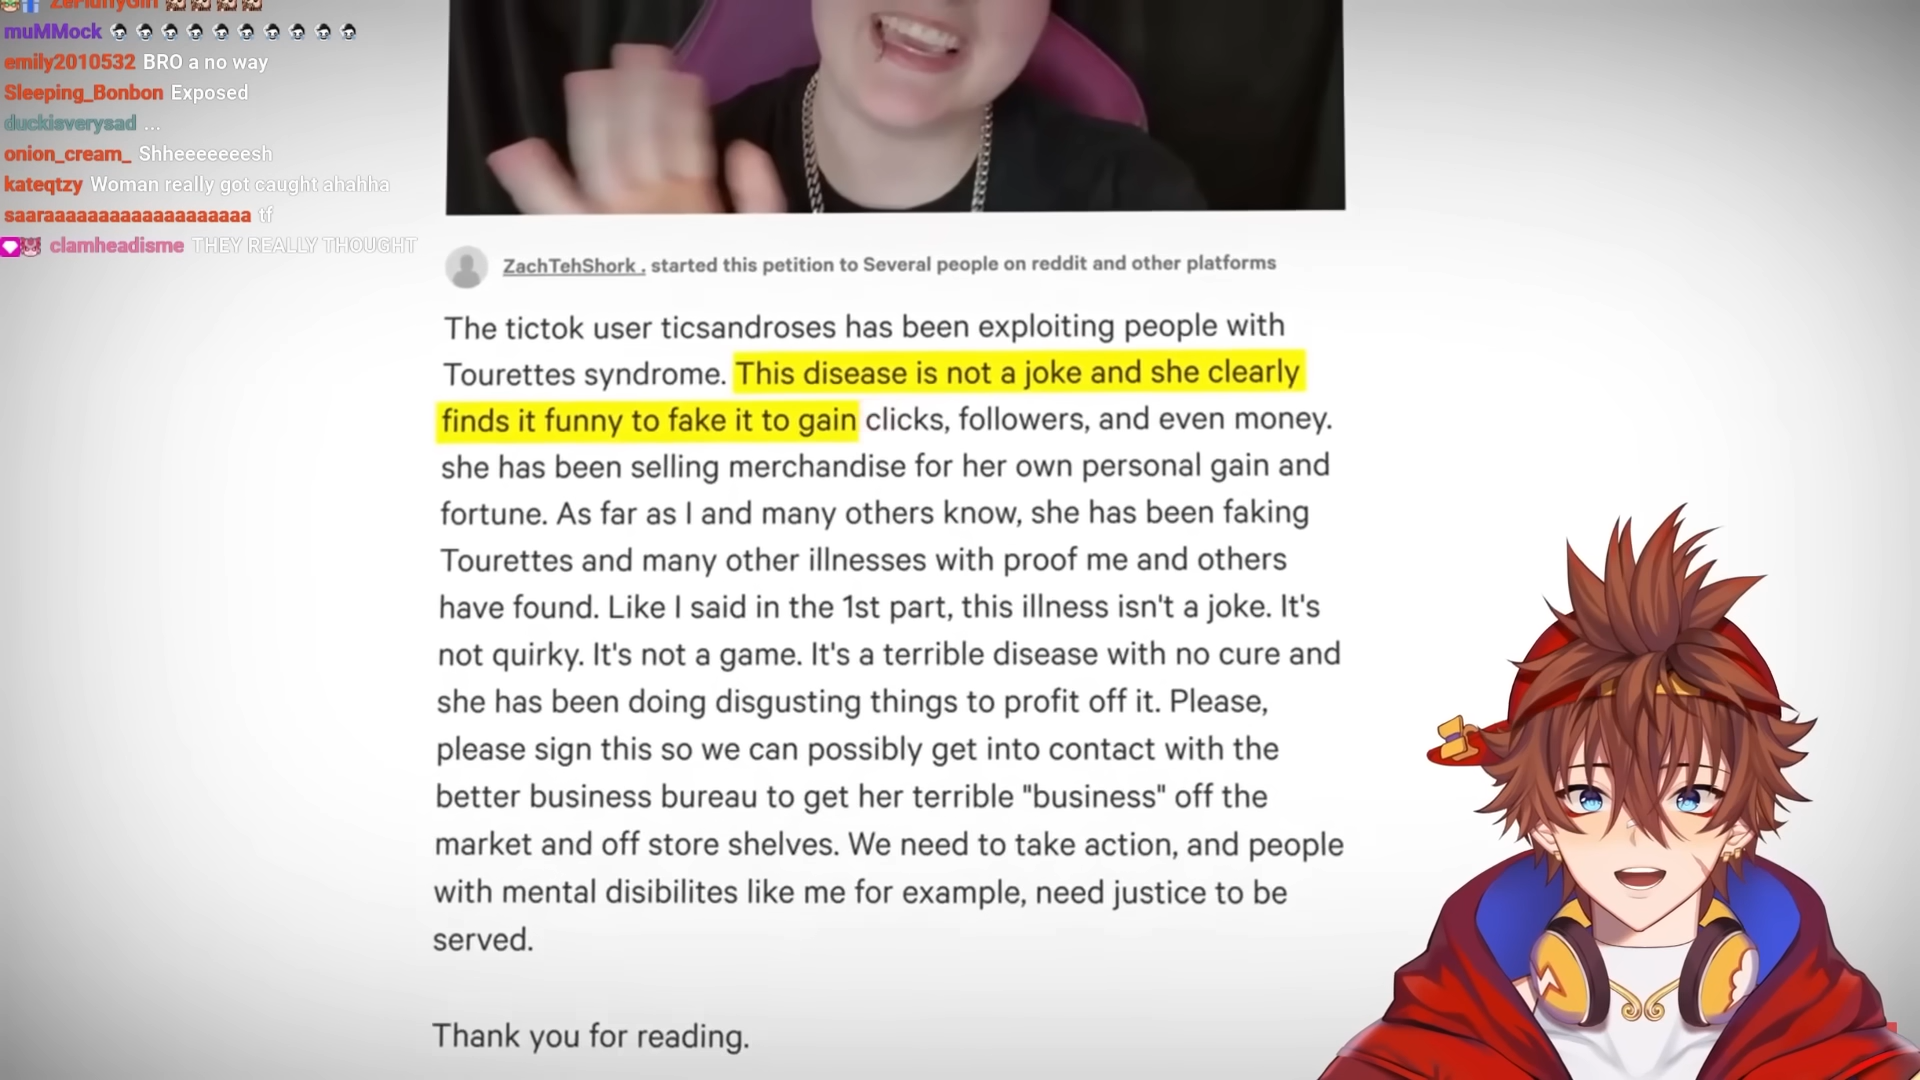 ZeFluffyGirl
muMMock
emily2010532 BRO a no way
Sleeping_Bonbon Exposed
duckisverysad ...
onion_cream_ Shheeeeeeesh
kateqtzy Woman really got caught ahahha
saaraaaaaaaaaaaaaaaaaaa tf
clamheadisme THEY REALLY THOUGHT
ZachTehShork . started this petition to Several people on reddit and other platforms
The tictok user ticsandroses has been exploiting people with
Tourettes syndrome. This disease is not a joke and she clearly
finds it funny to fake it to gain clicks, followers, and even money.
she has been selling merchandise for her own personal gain and
fortune. As far as I and many others know, she has been faking
Tourettes and many other illnesses with proof me and others
have found. Like I said in the 1st part, this illness isn't a joke. It's
not quirky. It's not a game. It's a terrible disease with no cure and
she has been doing disgusting things to profit off it. Please,
please sign this so we can possibly get into contact with the
better business bureau to get her terrible "business" off the
market and off store shelves. We need to take action, and people
with mental disibilites like me for example, need justice to be
served.
Thank you for reading.